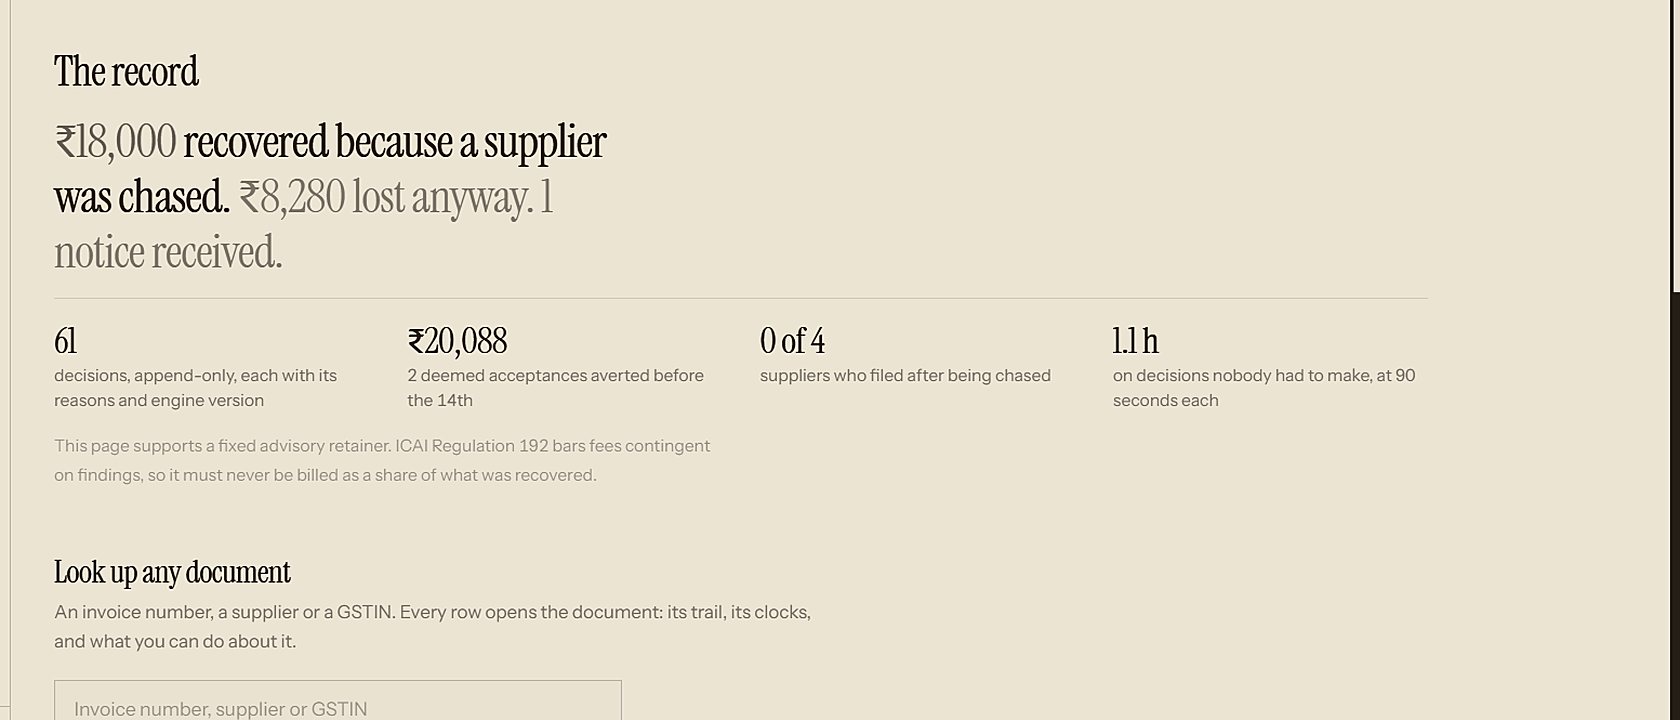 The record
₹18,000 recovered because a supplier
was chased. ₹8,280 lost anyway. 1
notice received.
61
decisions, append-only, each with its
reasons and engine version
₹20,088
2 deemed acceptances averted before
the 14th
0 of 4
suppliers who filed after being chased
1.1 h
on decisions nobody had to make, at 90
seconds each
This page supports a fixed advisory retainer. ICAI Regulation 192 bars fees contingent
on findings, so it must never be billed as a share of what was recovered.
Look up any document
An invoice number, a supplier or a GSTIN. Every row opens the document: its trail, its clocks,
and what you can do about it.
Invoice number, supplier or GSTIN